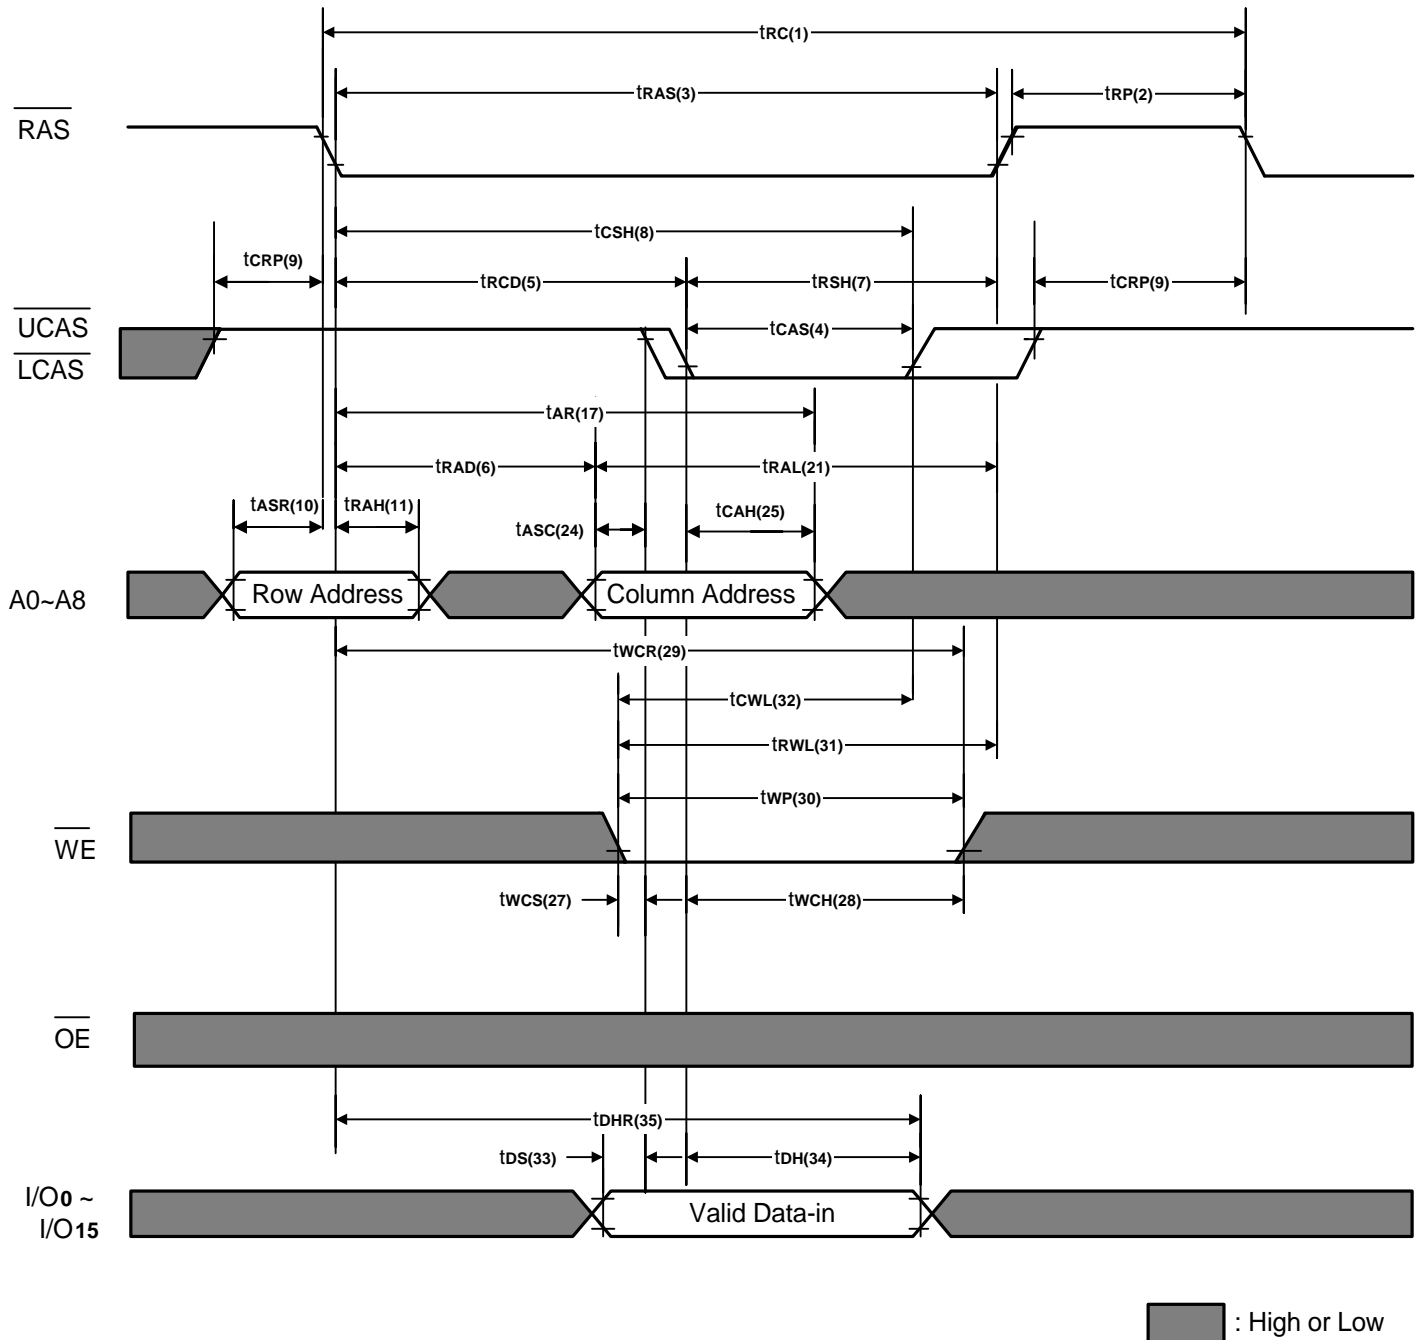 tRC(1)
tRAS(3)
tRP(2)
RAS
tCSH(8)
tCRP(9)
tRCD(5)
tRSH(7)
tCRP(9)
UCAS
tCAS(4)
LCAS
tAR(17)
tRAD(6)
tRAL(21)
tASR(10)
tRAH(11)
tASC(24)
tCAH(25)
A0~A8
Row Address
Column Address
tWCR(29)
tCWL(32)
tRWL(31)
tWP(30)
WE
tWCS(27)
tWCH(28)
OE
tDHR(35)
tDS(33)
tDH(34)
I/O0 ~
I/O15
Valid Data-in
: High or Low